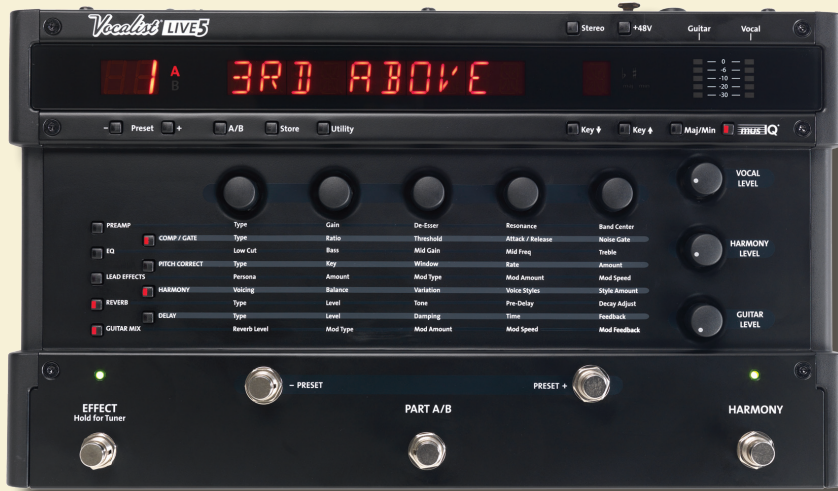 Vocalist LIVE5
Stereo +48V Guitar Vocal
1 A 3RD ABOVE
B
0
-6
-10
-20
-30
- Preset + A/B Store Utility Key Key Maj/Min musIQ
VOCAL
LEVEL
PREAMP Type Gain De-Esser Resonance Band Center
COMP / GATE Type Ratio Threshold Attack / Release Noise Gate
EQ Low Cut Bass Mid Gain Mid Freq Treble
HARMONY
LEVEL
PITCH CORRECT Type Key Window Rate Amount
LEAD EFFECTS Persona Amount Mod Type Mod Amount Mod Speed
HARMONY Voicing Balance Variation Voice Styles Style Amount
REVERB Type Level Tone Pre-Delay Decay Adjust
DELAY Type Level Damping Time Feedback
GUITAR
LEVEL
GUITAR MIX Reverb Level Mod Type Mod Amount Mod Speed Mod Feedback
- PRESET PRESET +
EFFECT PART A/B HARMONY
Hold for Tuner